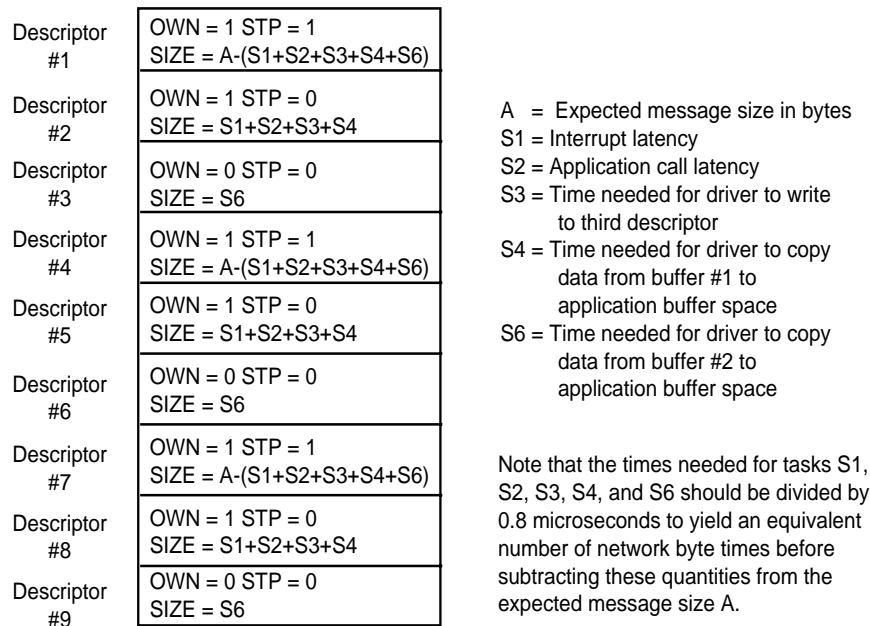 Descriptor
#1
OWN = 1 STP = 1
SIZE = A-(S1+S2+S3+S4+S6)
Descriptor
#2
OWN = 1 STP = 0
SIZE = S1+S2+S3+S4
Descriptor
#3
OWN = 0 STP = 0
SIZE = S6
Descriptor
#4
OWN = 1 STP = 1
SIZE = A-(S1+S2+S3+S4+S6)
Descriptor
#5
OWN = 1 STP = 0
SIZE = S1+S2+S3+S4
Descriptor
#6
OWN = 0 STP = 0
SIZE = S6
Descriptor
#7
OWN = 1 STP = 1
SIZE = A-(S1+S2+S3+S4+S6)
Descriptor
#8
OWN = 1 STP = 0
SIZE = S1+S2+S3+S4
Descriptor
#9
OWN = 0 STP = 0
SIZE = S6
A = Expected message size in bytes
S1 = Interrupt latency
S2 = Application call latency
S3 = Time needed for driver to write
to third descriptor
S4 = Time needed for driver to copy
data from buffer #1 to
application buffer space
S6 = Time needed for driver to copy
data from buffer #2 to
application buffer space
Note that the times needed for tasks S1,
S2, S3, S4, and S6 should be divided by
0.8 microseconds to yield an equivalent
number of network byte times before
subtracting these quantities from the
expected message size A.